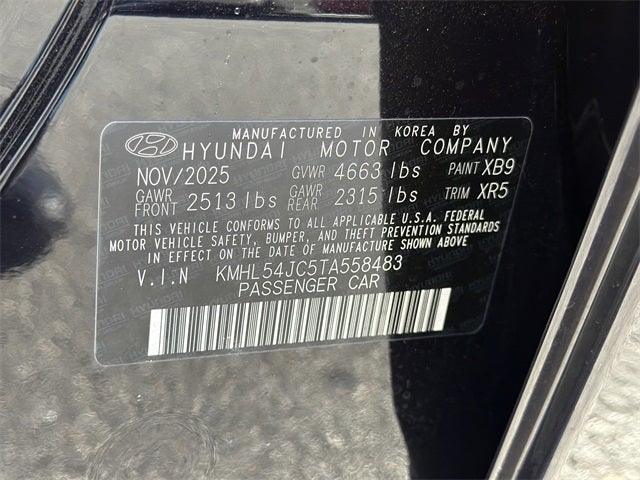 MANUFACTURED IN KOREA BY
HYUNDAI MOTOR COMPANY
NOV/2025 GVWR 4663 lbs PAINT XB9
GAWR FRONT 2513 lbs GAWR REAR 2315 lbs TRIM XR5
THIS VEHICLE CONFORMS TO ALL APPLICABLE U.S.A. FEDERAL
MOTOR VEHICLE SAFETY, BUMPER, AND THEFT PREVENTION STANDARDS
IN EFFECT ON THE DATE OF MANUFACTURE SHOWN ABOVE
V.I.N KMHL54JC5TA558483
PASSENGER CAR